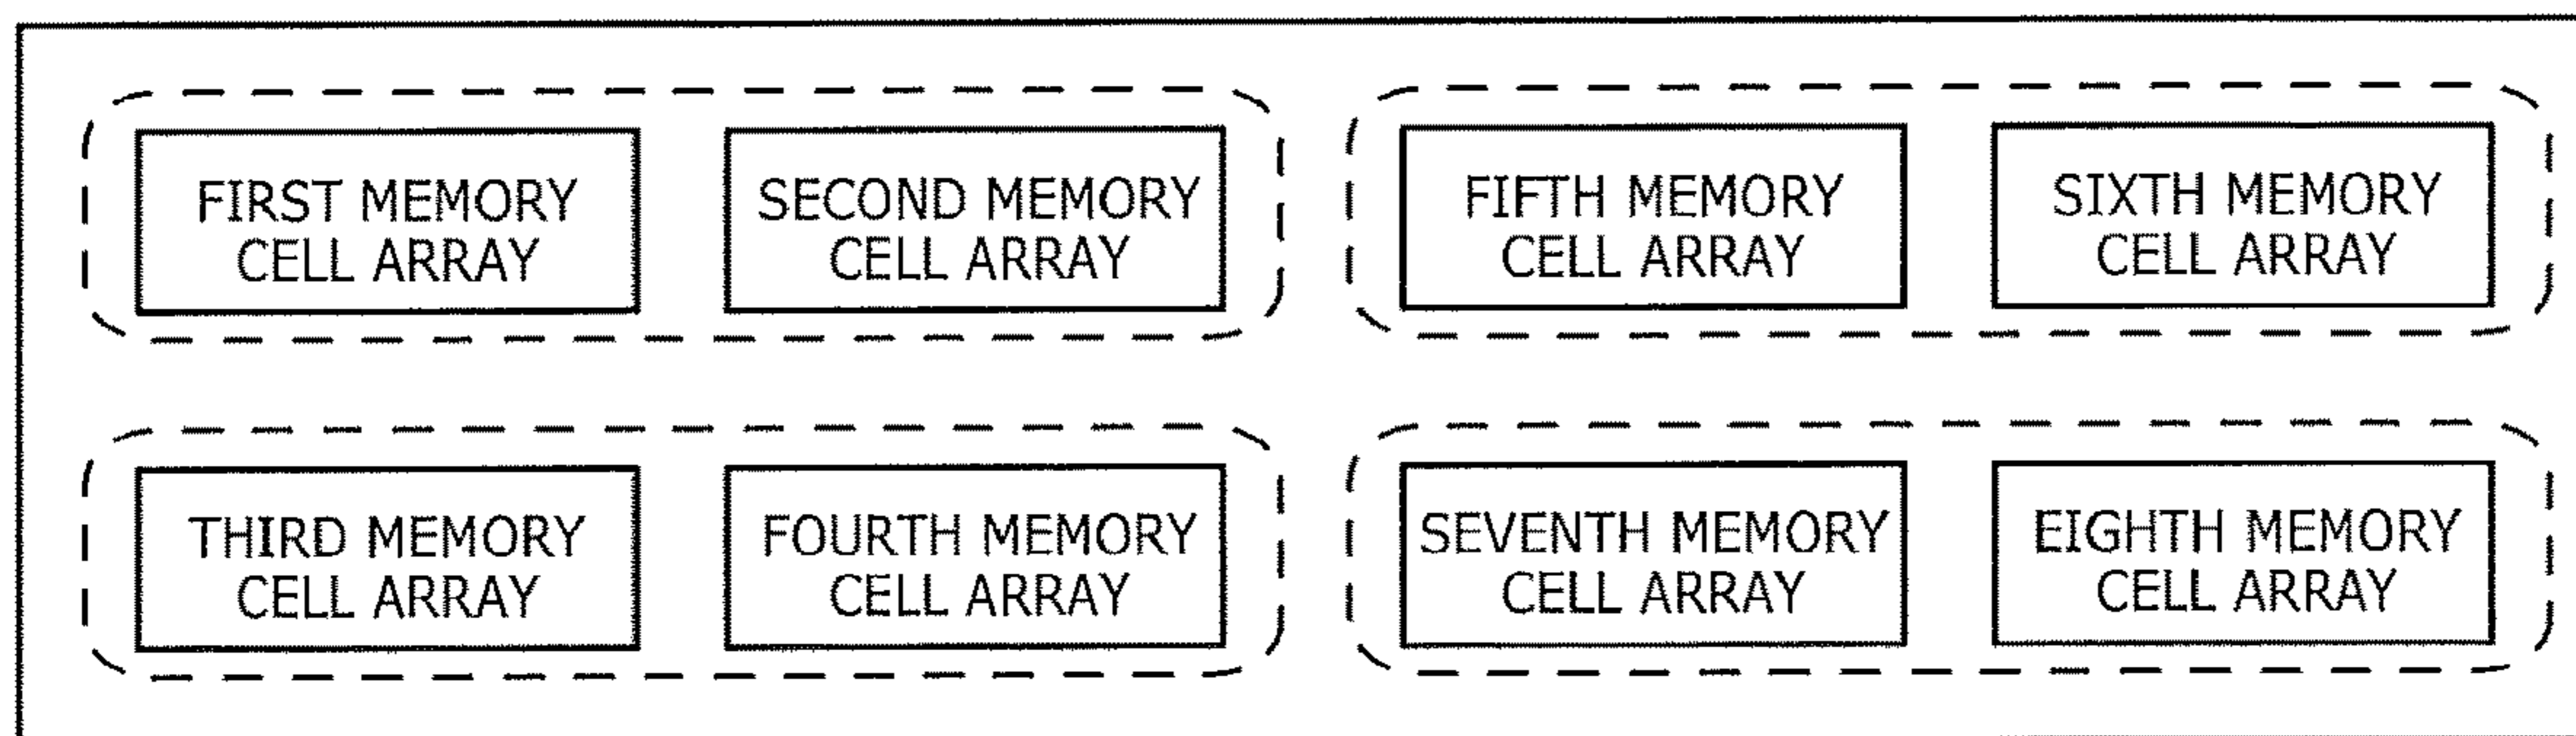 FIRST MEMORY
CELL ARRAY
SECOND MEMORY
CELL ARRAY
FIFTH MEMORY
CELL ARRAY
SIXTH MEMORY
CELL ARRAY
THIRD MEMORY
CELL ARRAY
FOURTH MEMORY
CELL ARRAY
SEVENTH MEMORY
CELL ARRAY
EIGHTH MEMORY
CELL ARRAY